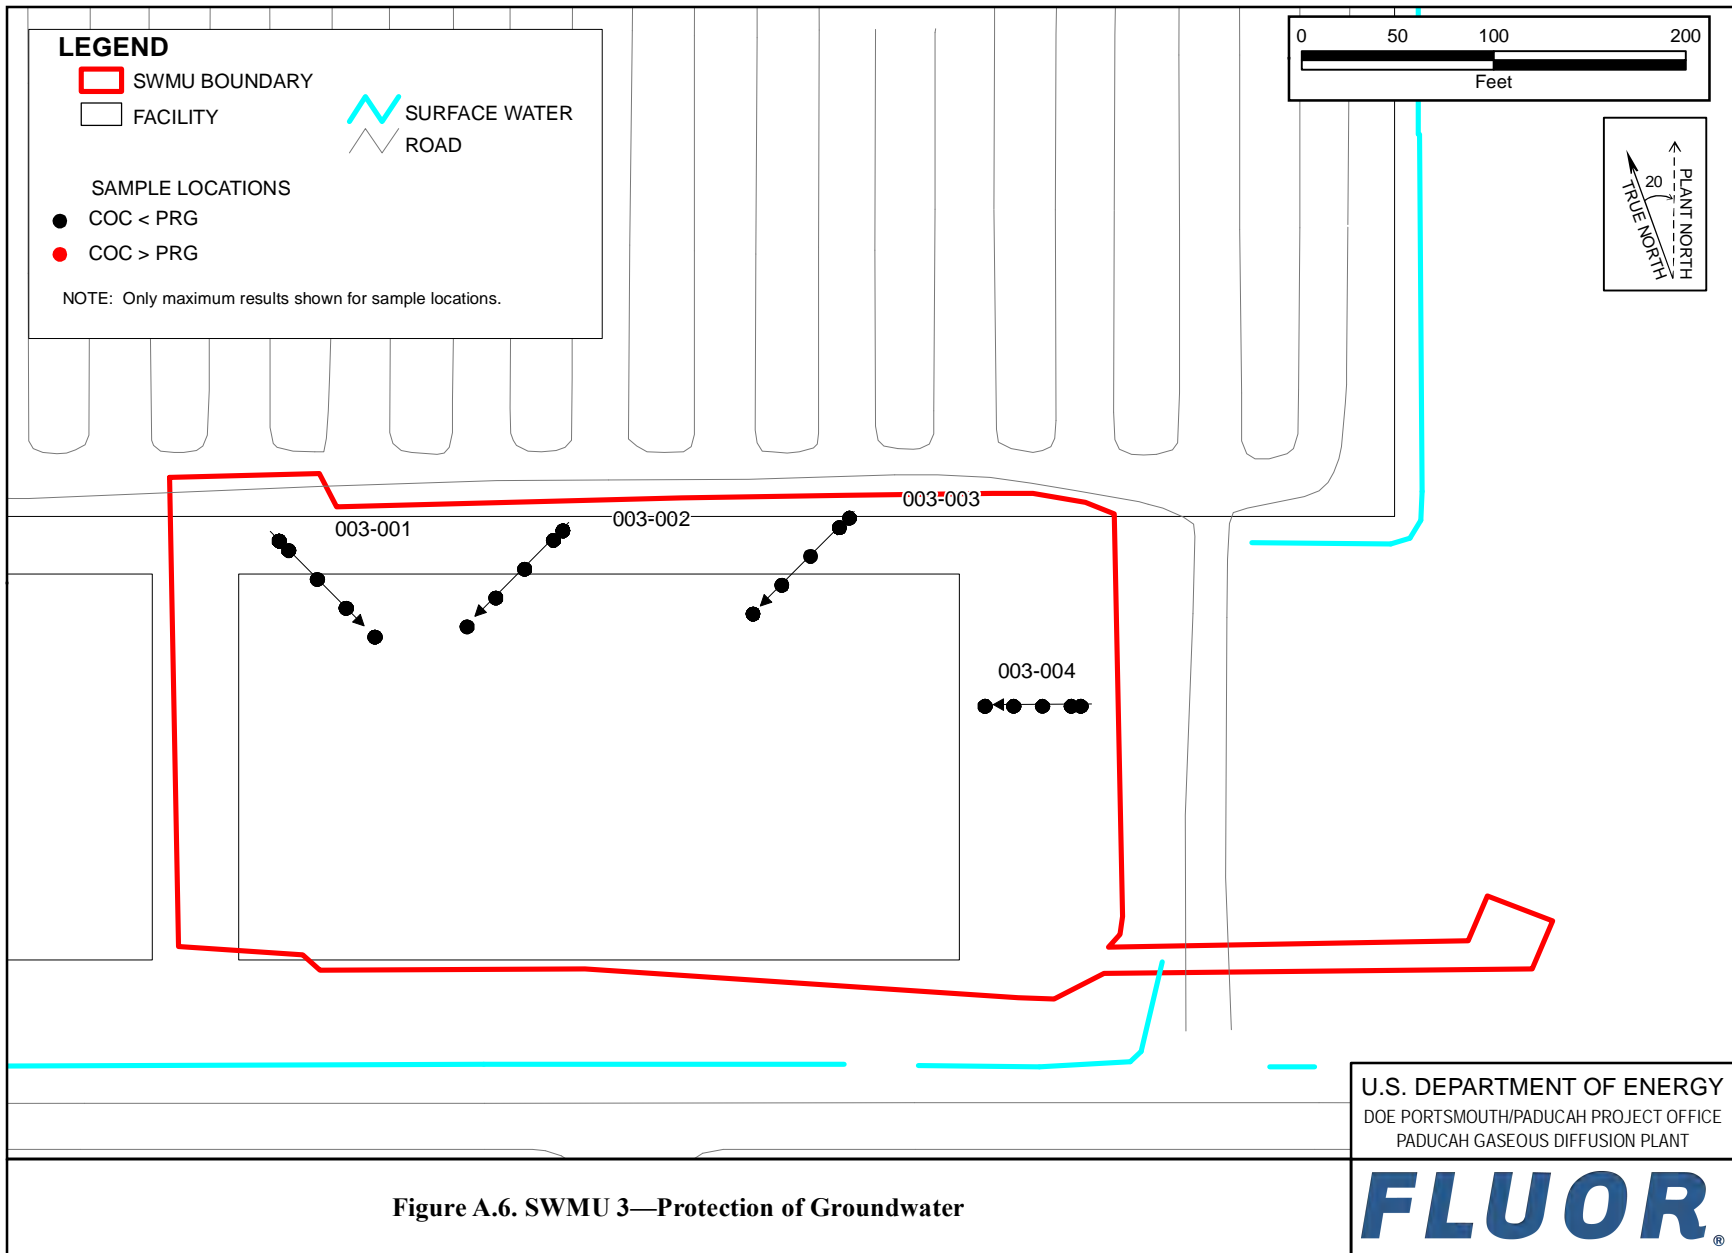 LEGEND
SWMU BOUNDARY
FACILITY
SURFACE WATER
ROAD
SAMPLE LOCATIONS
COC < PRG
COC > PRG
NOTE: Only maximum results shown for sample locations.
0 50 100 200
Feet
20
TRUE NORTH
PLANT NORTH
003-001
003-002
003-003
003-004
U.S. DEPARTMENT OF ENERGY
DOE PORTSMOUTH/PADUCAH PROJECT OFFICE
PADUCAH GASEOUS DIFFUSION PLANT
Figure A.6. SWMU 3—Protection of Groundwater
FLUOR®